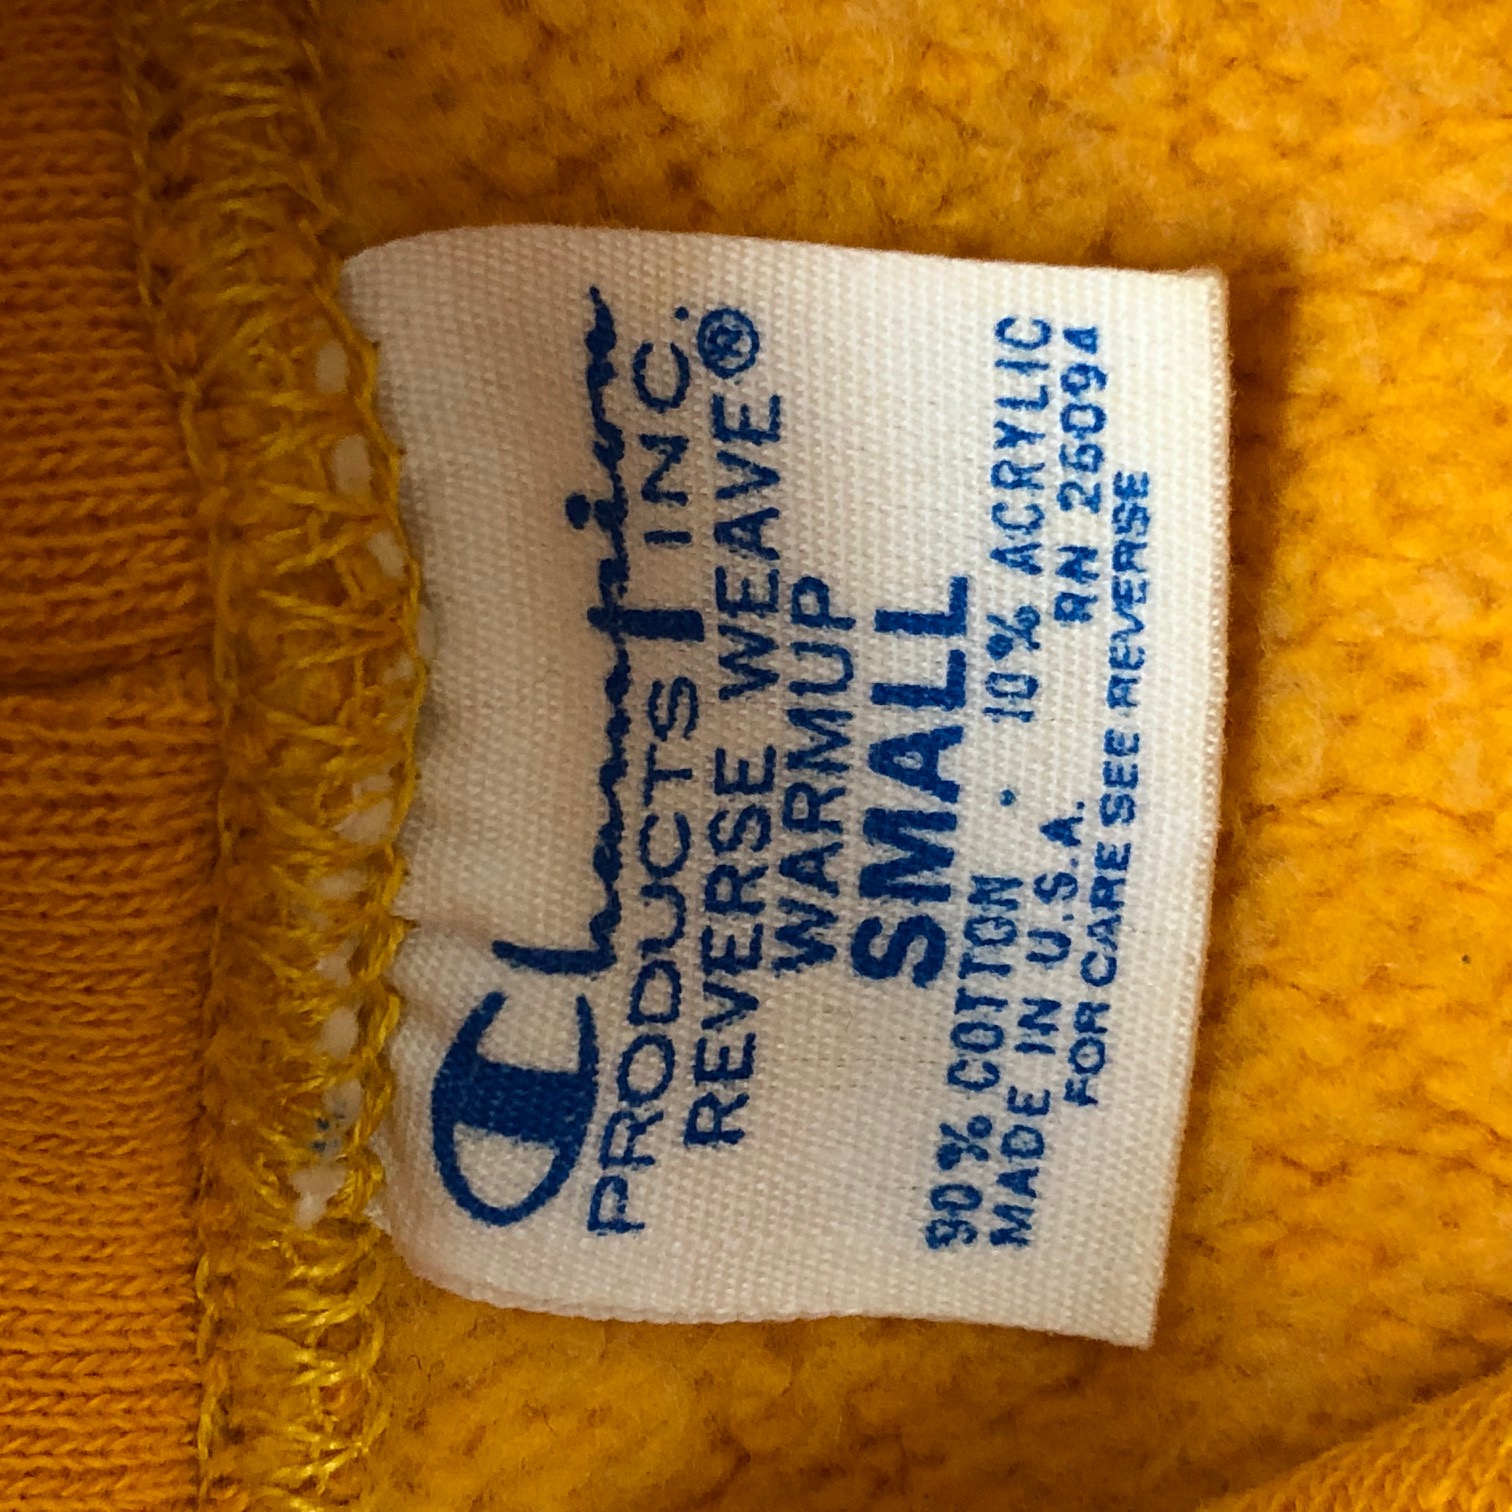 Champion
PRODUCTS INC.
REVERSE WEAVE®
WARMUP
SMALL
90% COTTON • 10% ACRYLIC
MADE IN U.S.A. RN 26094
FOR CARE SEE REVERSE